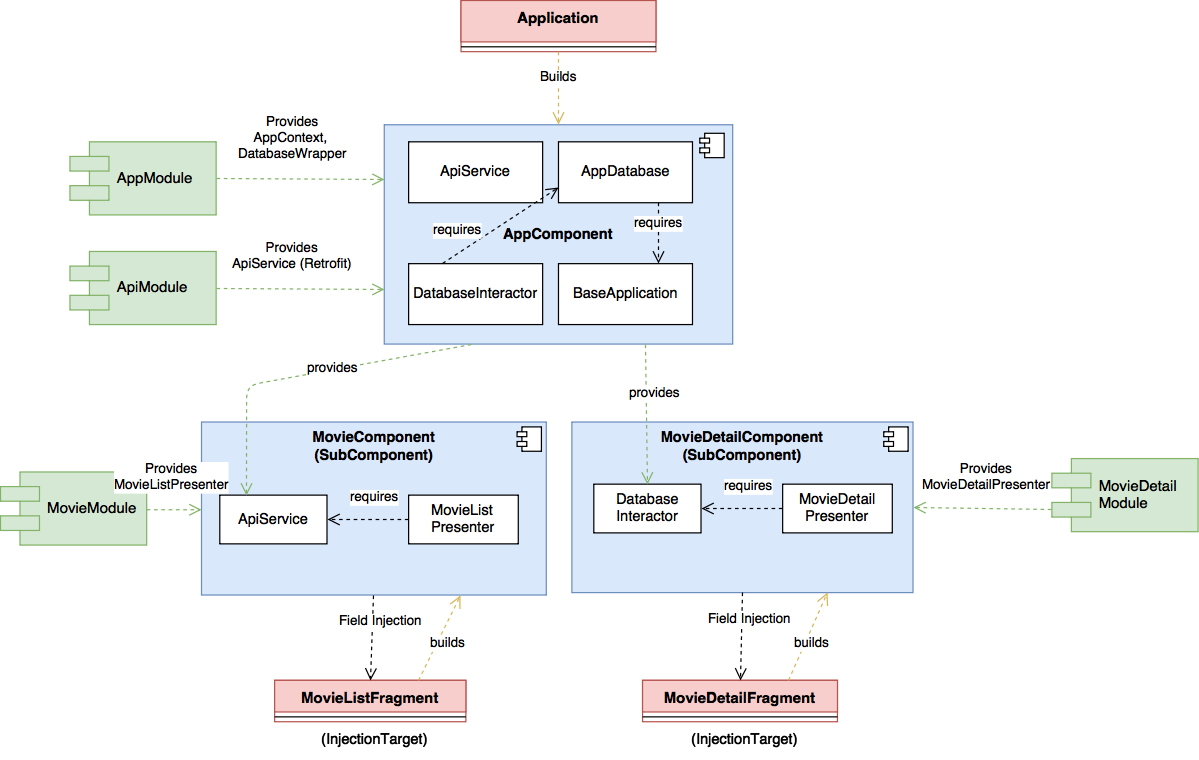 Application
Builds
Provides
AppContext,
DatabaseWrapper
AppModule
ApiService
AppDatabase
requires
requires
AppComponent
Provides
ApiService (Retrofit)
ApiModule
DatabaseInteractor
BaseApplication
provides
provides
MovieComponent
(SubComponent)
MovieDetailComponent
(SubComponent)
Provides
MovieListPresenter
MovieModule
ApiService
requires
MovieList
Presenter
Database
Interactor
requires
MovieDetail
Presenter
Provides
MovieDetailPresenter
MovieDetail
Module
Field Injection
builds
Field Injection
builds
MovieListFragment
(InjectionTarget)
MovieDetailFragment
(InjectionTarget)